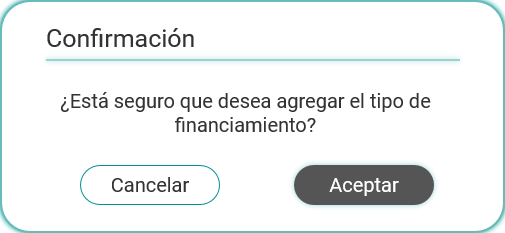 Confirmación
¿Está seguro que desea agregar el tipo de
financiamiento?
Cancelar
Aceptar